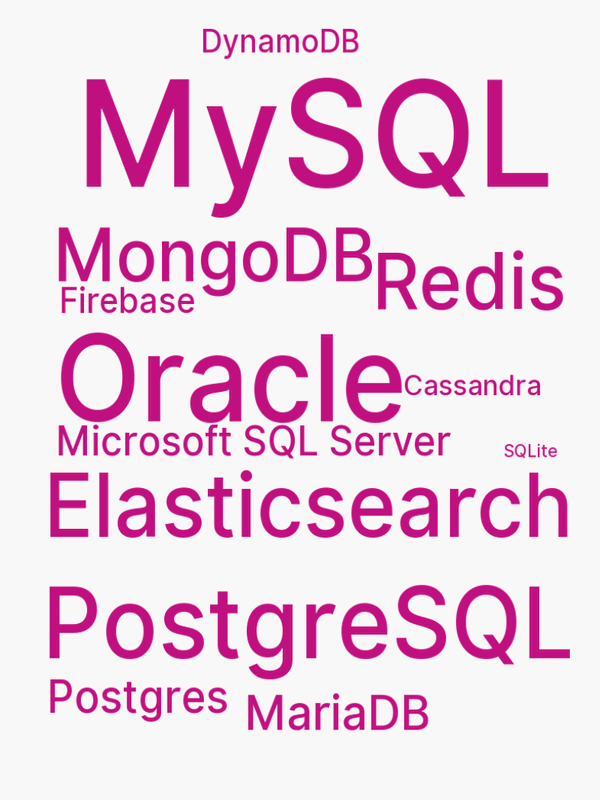 DynamoDB
MySQL
MongoDB
Redis
Firebase
Oracle
Cassandra
Microsoft SQL Server
SQLite
Elasticsearch
PostgreSQL
Postgres
MariaDB